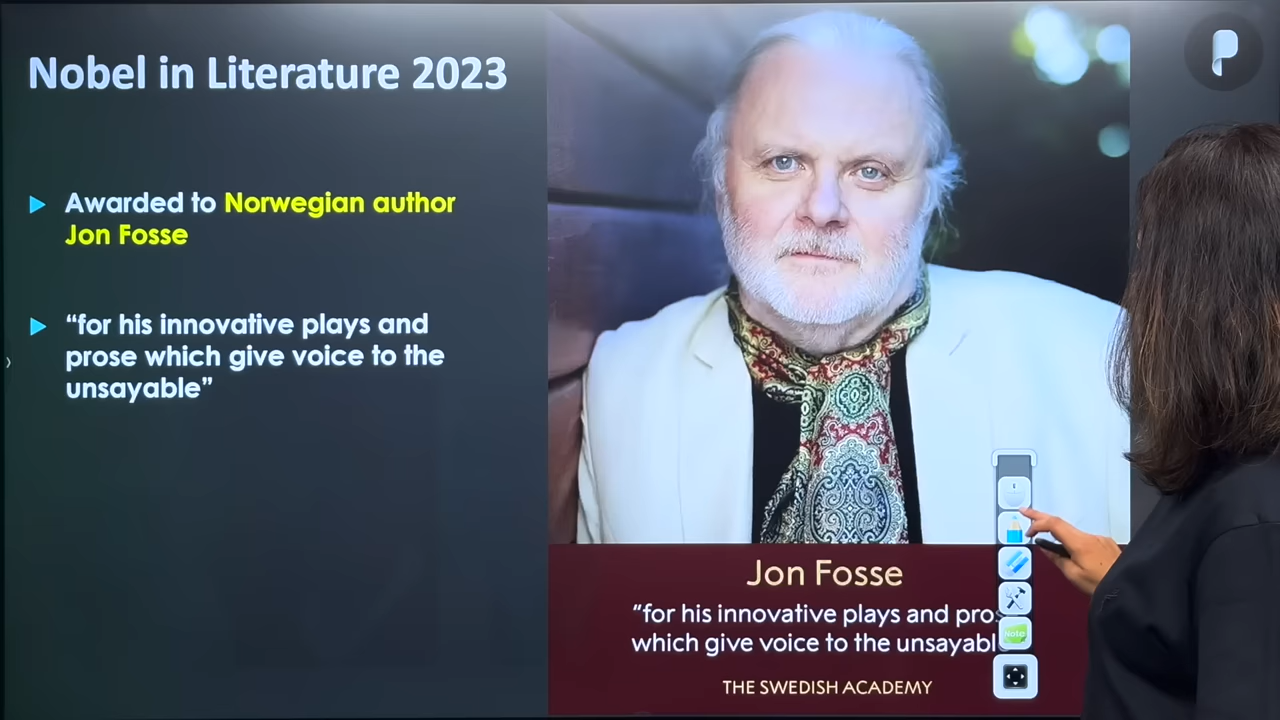 Nobel in Literature 2023
Awarded to Norwegian author
Jon Fosse
“for his innovative plays and
prose which give voice to the
unsayable”
Jon Fosse
“for his innovative plays and pros
which give voice to the unsayabl
THE SWEDISH ACADEMY
Note